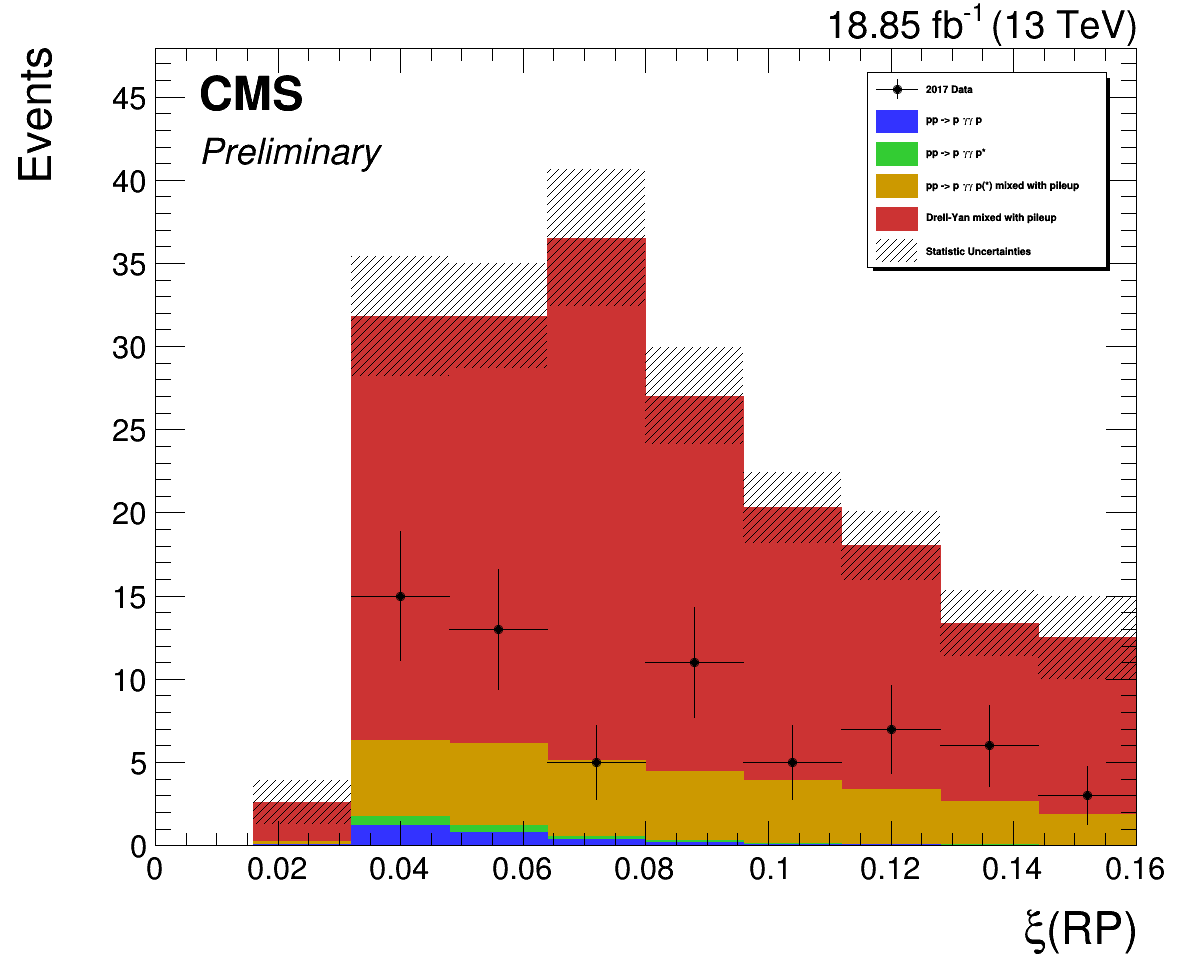 18.85 fb⁻¹ (13 TeV)
Events
CMS
Preliminary
2017 Data
pp -> p γγ p
pp -> p γγ p*
pp -> p γγ p(*) mixed with pileup
Drell-Yan mixed with pileup
Statistic Uncertainties
45
40
35
30
25
20
15
10
5
0
0 0.02 0.04 0.06 0.08 0.1 0.12 0.14 0.16
ξ(RP)